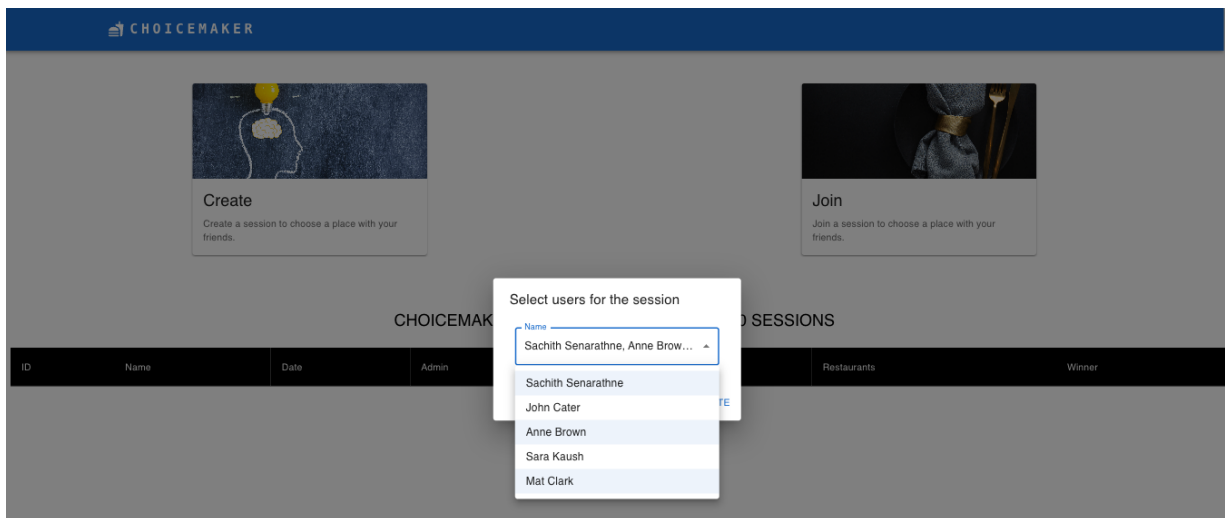 CHOICEMAKER
Create
Create a session to choose a place with your
friends.
Join
Join a session to choose a place with your
friends.
Select users for the session
CHOICEMAK
SESSIONS
Name
Sachith Senarathne, Anne Brow...
ID Name Date Admin Restaurants Winner
Sachith Senarathne
John Cater
TE
Anne Brown
Sara Kaush
Mat Clark